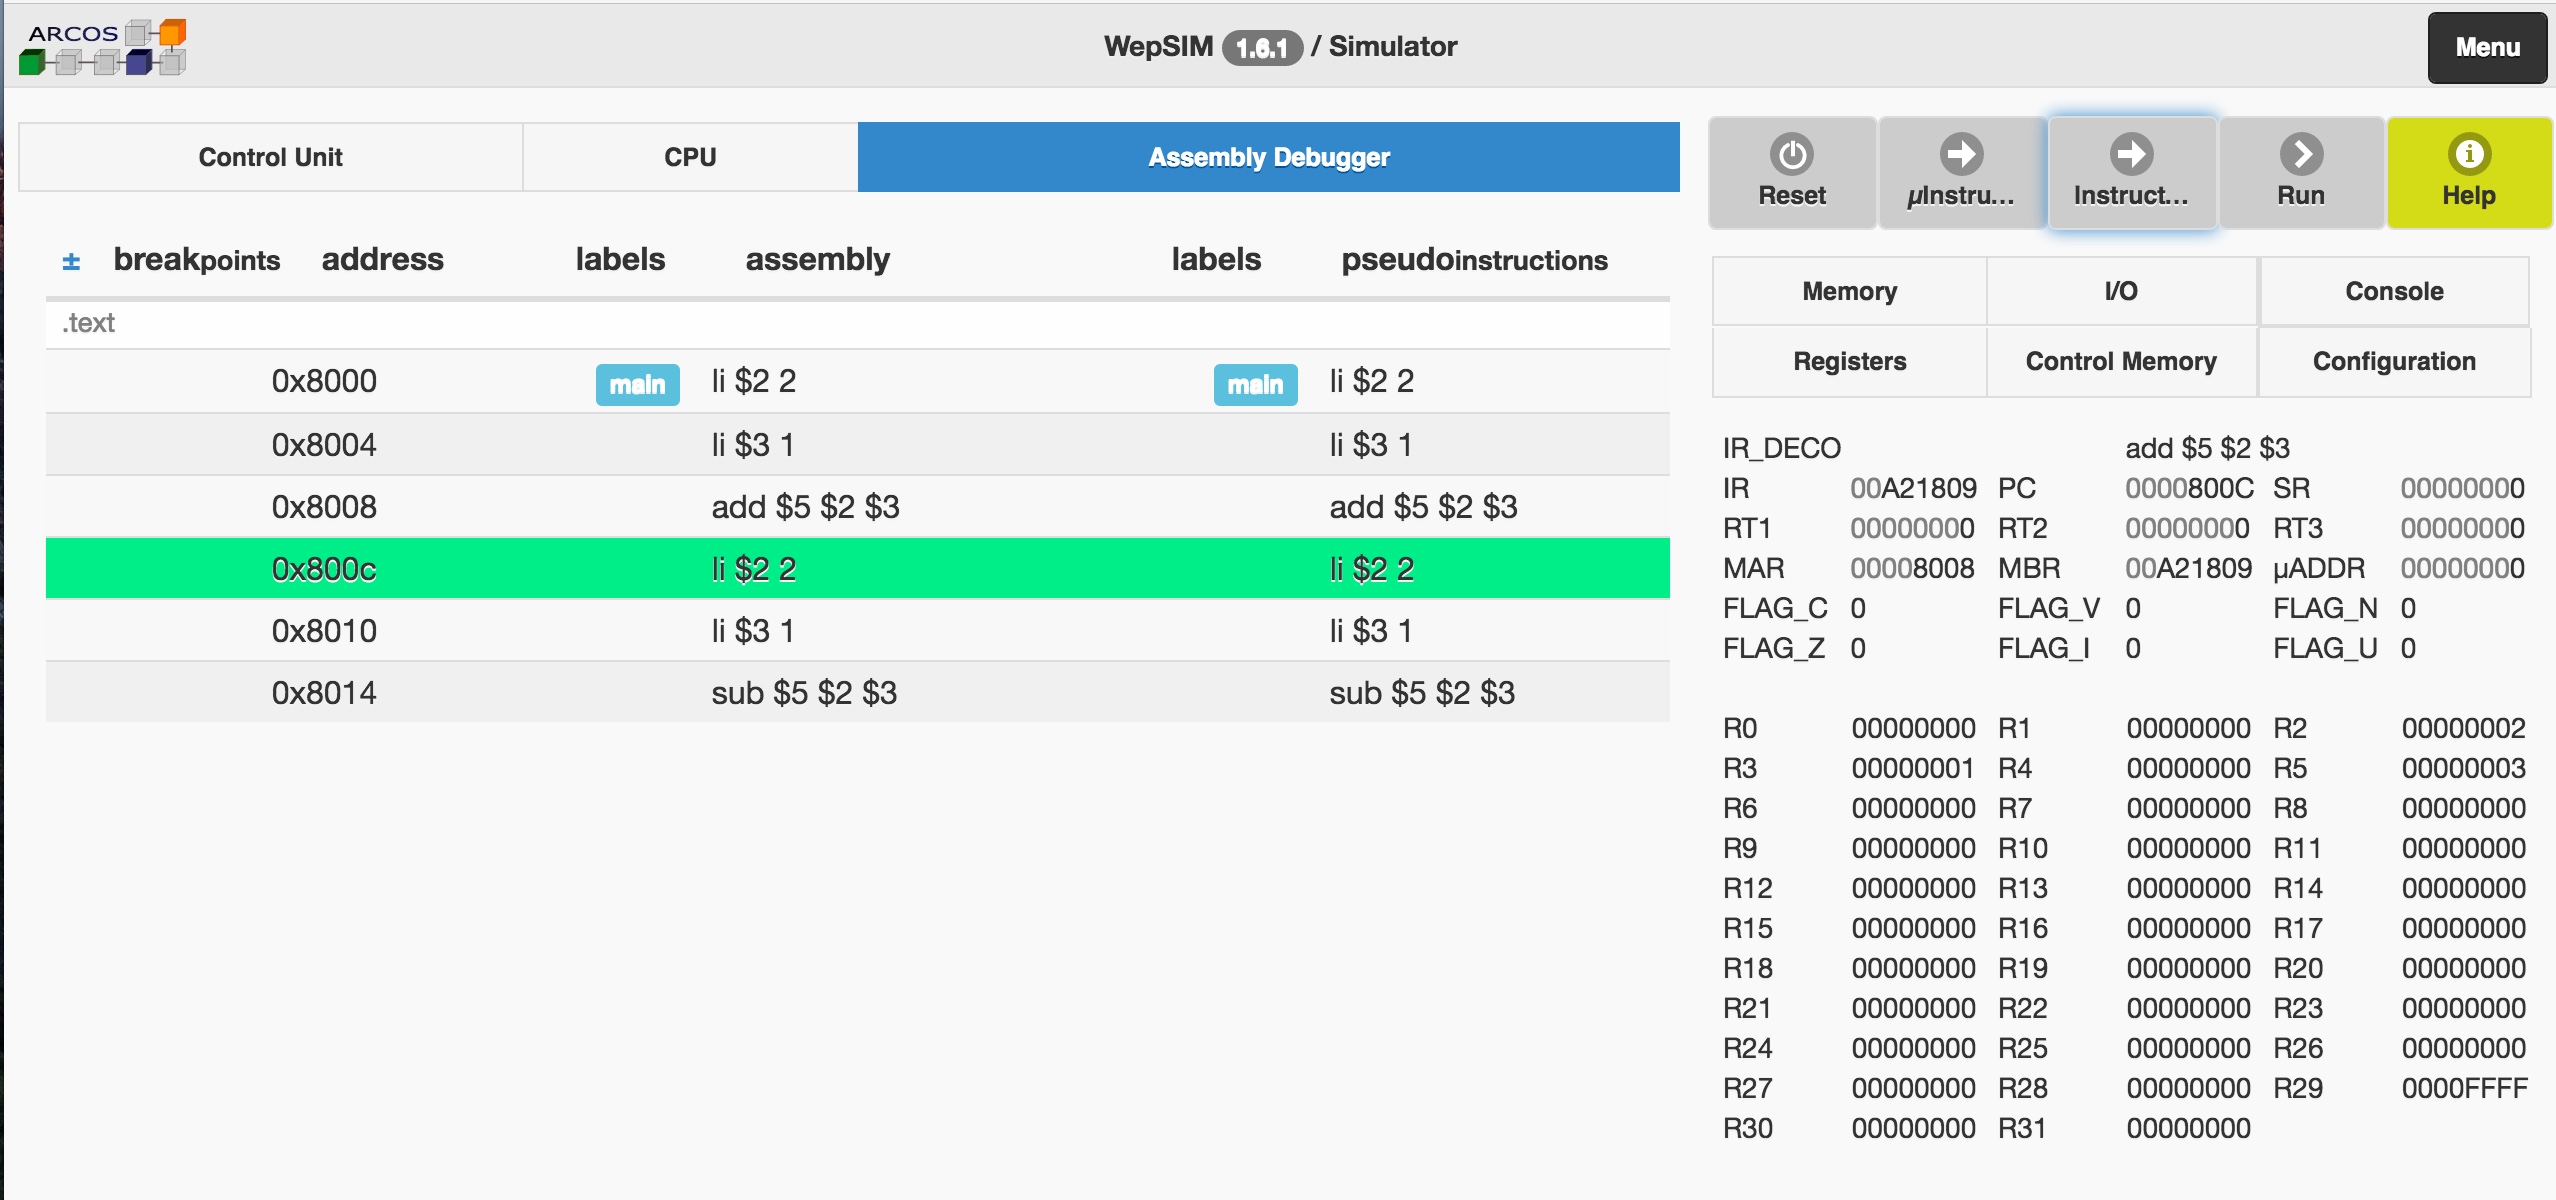 ARCOS
WepSIM 1.6.1 / Simulator
Menu
Control Unit CPU Assembly Debugger
Reset µInstru... Instruct... Run Help
± breakpoints address labels assembly labels pseudoinstructions
.text
0x8000 main li $2 2 main li $2 2
0x8004 li $3 1 li $3 1
0x8008 add $5 $2 $3 add $5 $2 $3
0x800c li $2 2 li $2 2
0x8010 li $3 1 li $3 1
0x8014 sub $5 $2 $3 sub $5 $2 $3
Memory I/O Console
Registers Control Memory Configuration
IR_DECO add $5 $2 $3
IR 00A21809 PC 0000800C SR 00000000
RT1 00000000 RT2 00000000 RT3 00000000
MAR 00008008 MBR 00A21809 µADDR 00000000
FLAG_C 0 FLAG_V 0 FLAG_N 0
FLAG_Z 0 FLAG_I 0 FLAG_U 0
R0 00000000 R1 00000000 R2 00000002
R3 00000001 R4 00000000 R5 00000003
R6 00000000 R7 00000000 R8 00000000
R9 00000000 R10 00000000 R11 00000000
R12 00000000 R13 00000000 R14 00000000
R15 00000000 R16 00000000 R17 00000000
R18 00000000 R19 00000000 R20 00000000
R21 00000000 R22 00000000 R23 00000000
R24 00000000 R25 00000000 R26 00000000
R27 00000000 R28 00000000 R29 0000FFFF
R30 00000000 R31 00000000